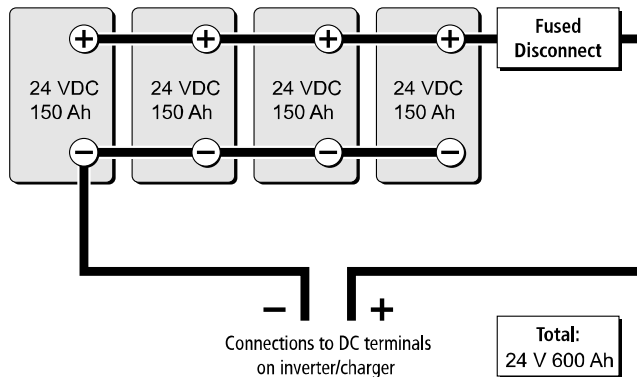 + + + +
Fused
Disconnect
24 VDC
150 Ah
24 VDC
150 Ah
24 VDC
150 Ah
24 VDC
150 Ah
− − − −
− +
Connections to DC terminals
on inverter/charger
Total:
24 V 600 Ah